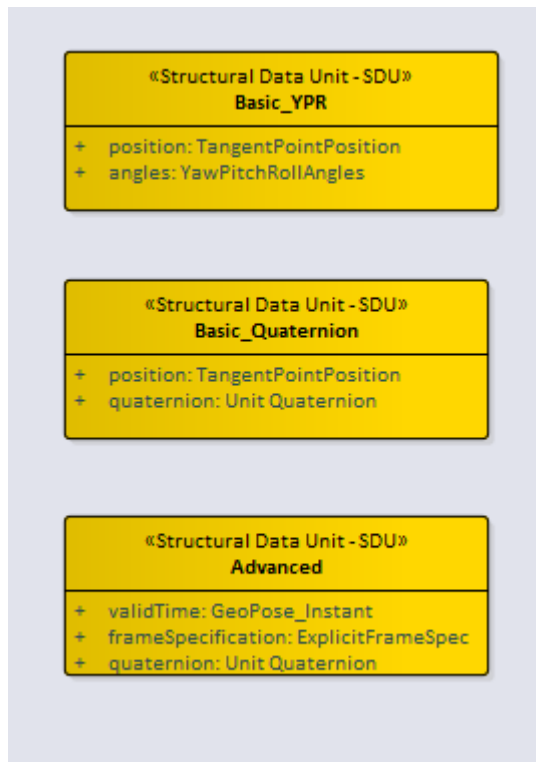 «Structural Data Unit - SDU»
Basic_YPR
+ position: TangentPointPosition
+ angles: YawPitchRollAngles
«Structural Data Unit - SDU»
Basic_Quaternion
+ position: TangentPointPosition
+ quaternion: Unit Quaternion
«Structural Data Unit - SDU»
Advanced
+ validTime: GeoPose_Instant
+ frameSpecification: ExplicitFrameSpec
+ quaternion: Unit Quaternion